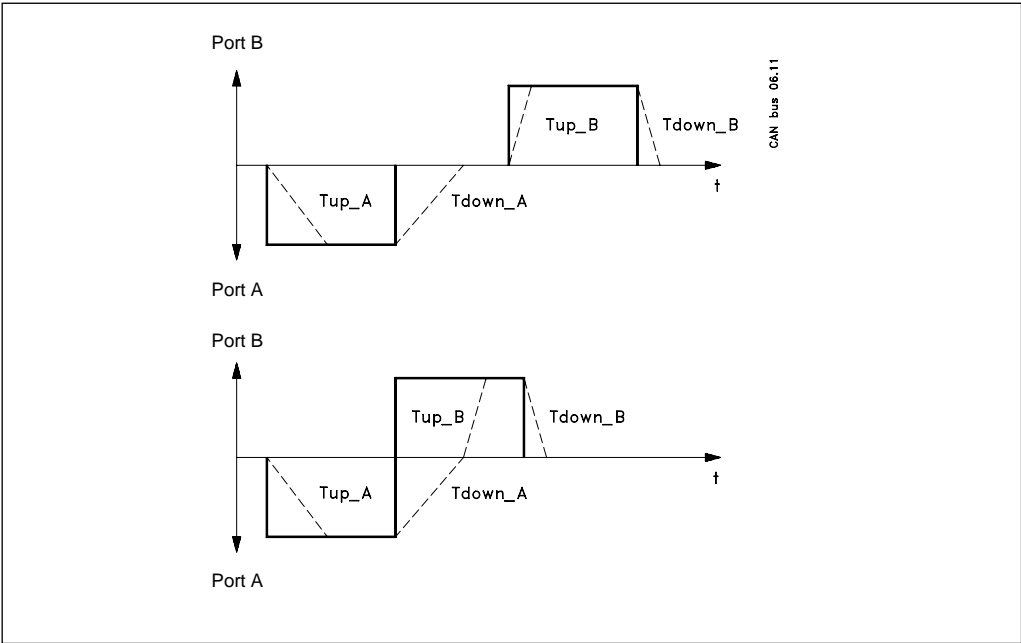 Port B
CAN bus 06.11
Tup_B
Tdown_B
t
Tup_A
Tdown_A
Port A
Port B
Tup_B
Tdown_B
t
Tup_A
Tdown_A
Port A